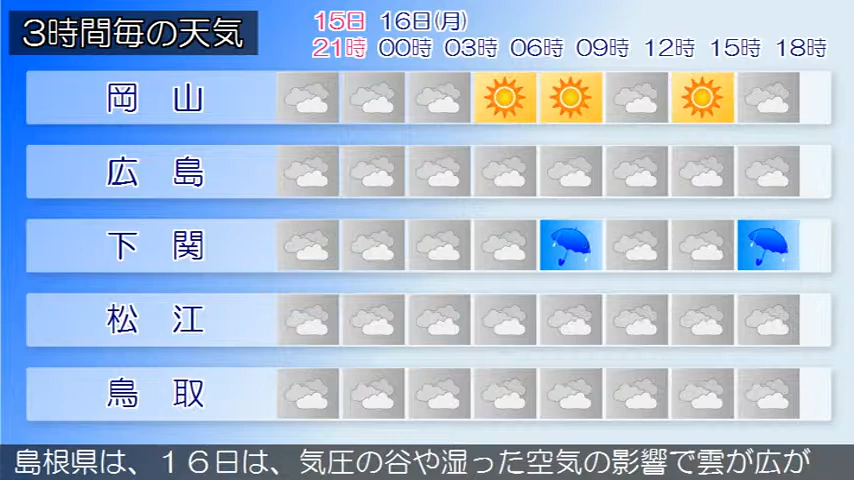 3時間毎の天気
15日 16日(月)
21時 00時 03時 06時 09時 12時 15時 18時
岡山
広島
下関
松江
鳥取
島根県は、１６日は、気圧の谷や湿った空気の影響で雲が広が